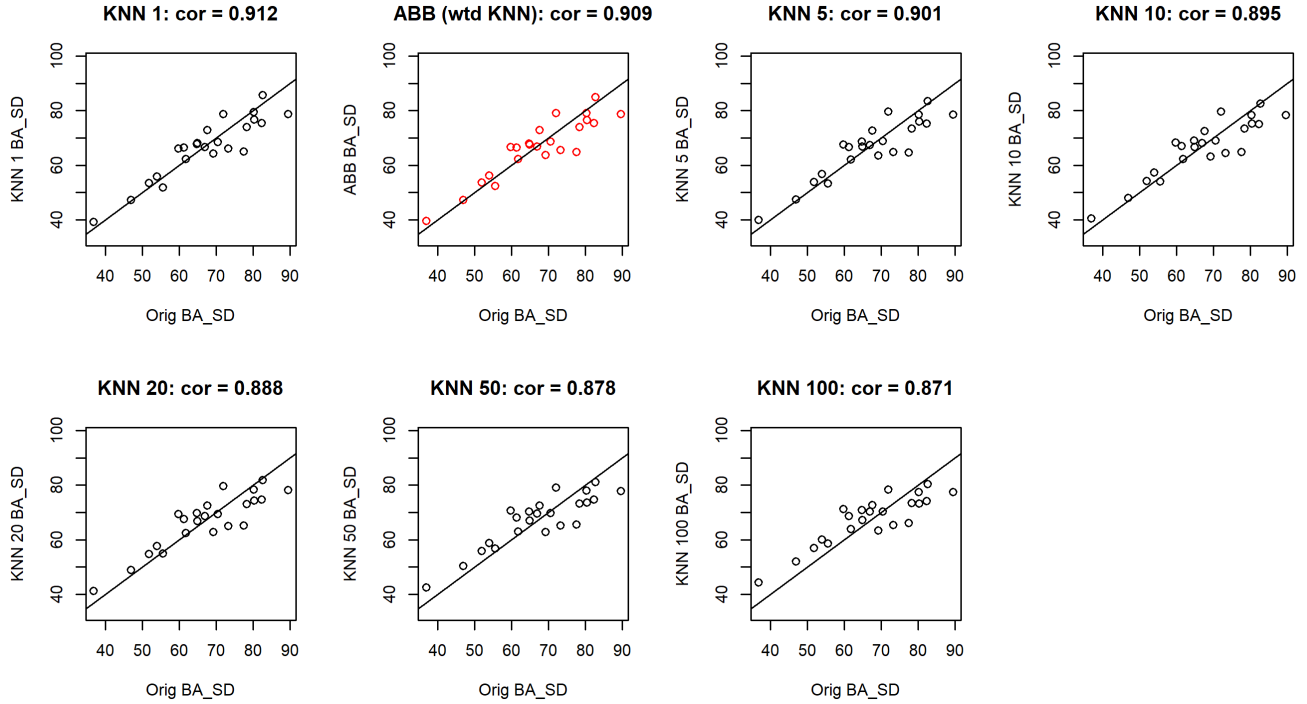 KNN 1: cor = 0.912
KNN 1 BA_SD
40 60 80 100
40 50 60 70 80 90
Orig BA_SD
ABB (wtd KNN): cor = 0.909
ABB BA_SD
40 60 80 100
40 50 60 70 80 90
Orig BA_SD
KNN 5: cor = 0.901
KNN 5 BA_SD
40 60 80 100
40 50 60 70 80 90
Orig BA_SD
KNN 10: cor = 0.895
KNN 10 BA_SD
40 60 80 100
40 50 60 70 80 90
Orig BA_SD
KNN 20: cor = 0.888
KNN 20 BA_SD
40 60 80 100
40 50 60 70 80 90
Orig BA_SD
KNN 50: cor = 0.878
KNN 50 BA_SD
40 60 80 100
40 50 60 70 80 90
Orig BA_SD
KNN 100: cor = 0.871
KNN 100 BA_SD
40 60 80 100
40 50 60 70 80 90
Orig BA_SD